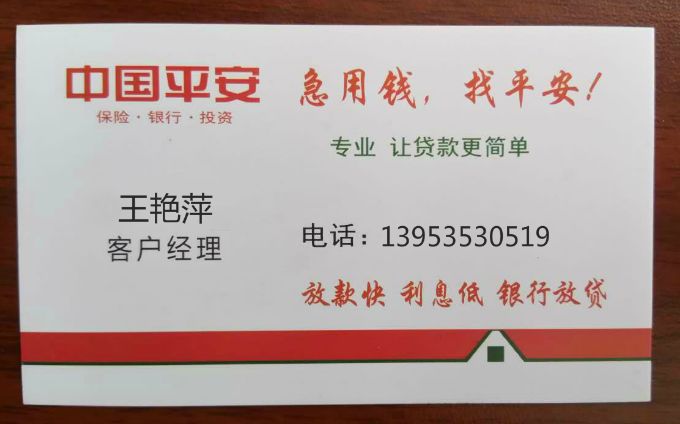 中国平安
保险·银行·投资
急用钱，找平安！
专业 让贷款更简单
王艳萍
客户经理
电话：13953530519
放款快 利息低 银行放贷